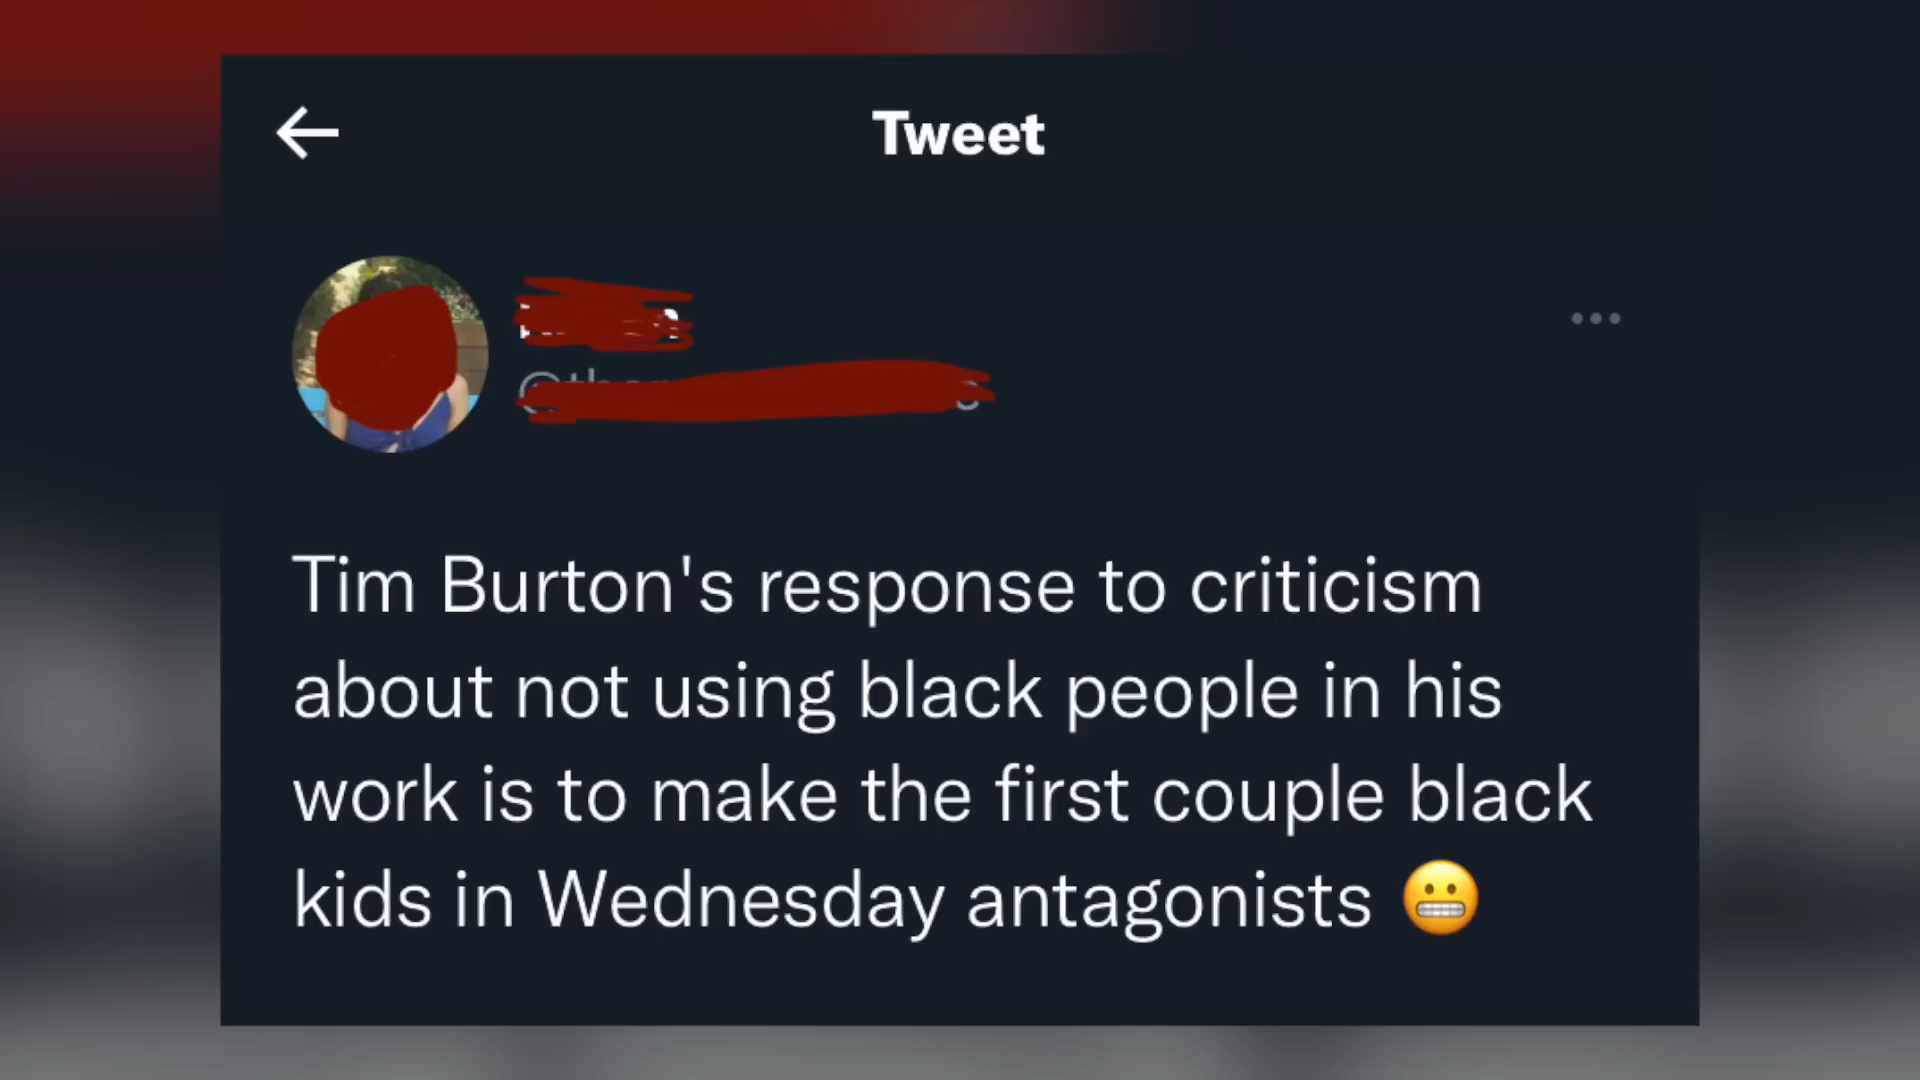 Tweet
Tim Burton's response to criticism
about not using black people in his
work is to make the first couple black
kids in Wednesday antagonists 😬